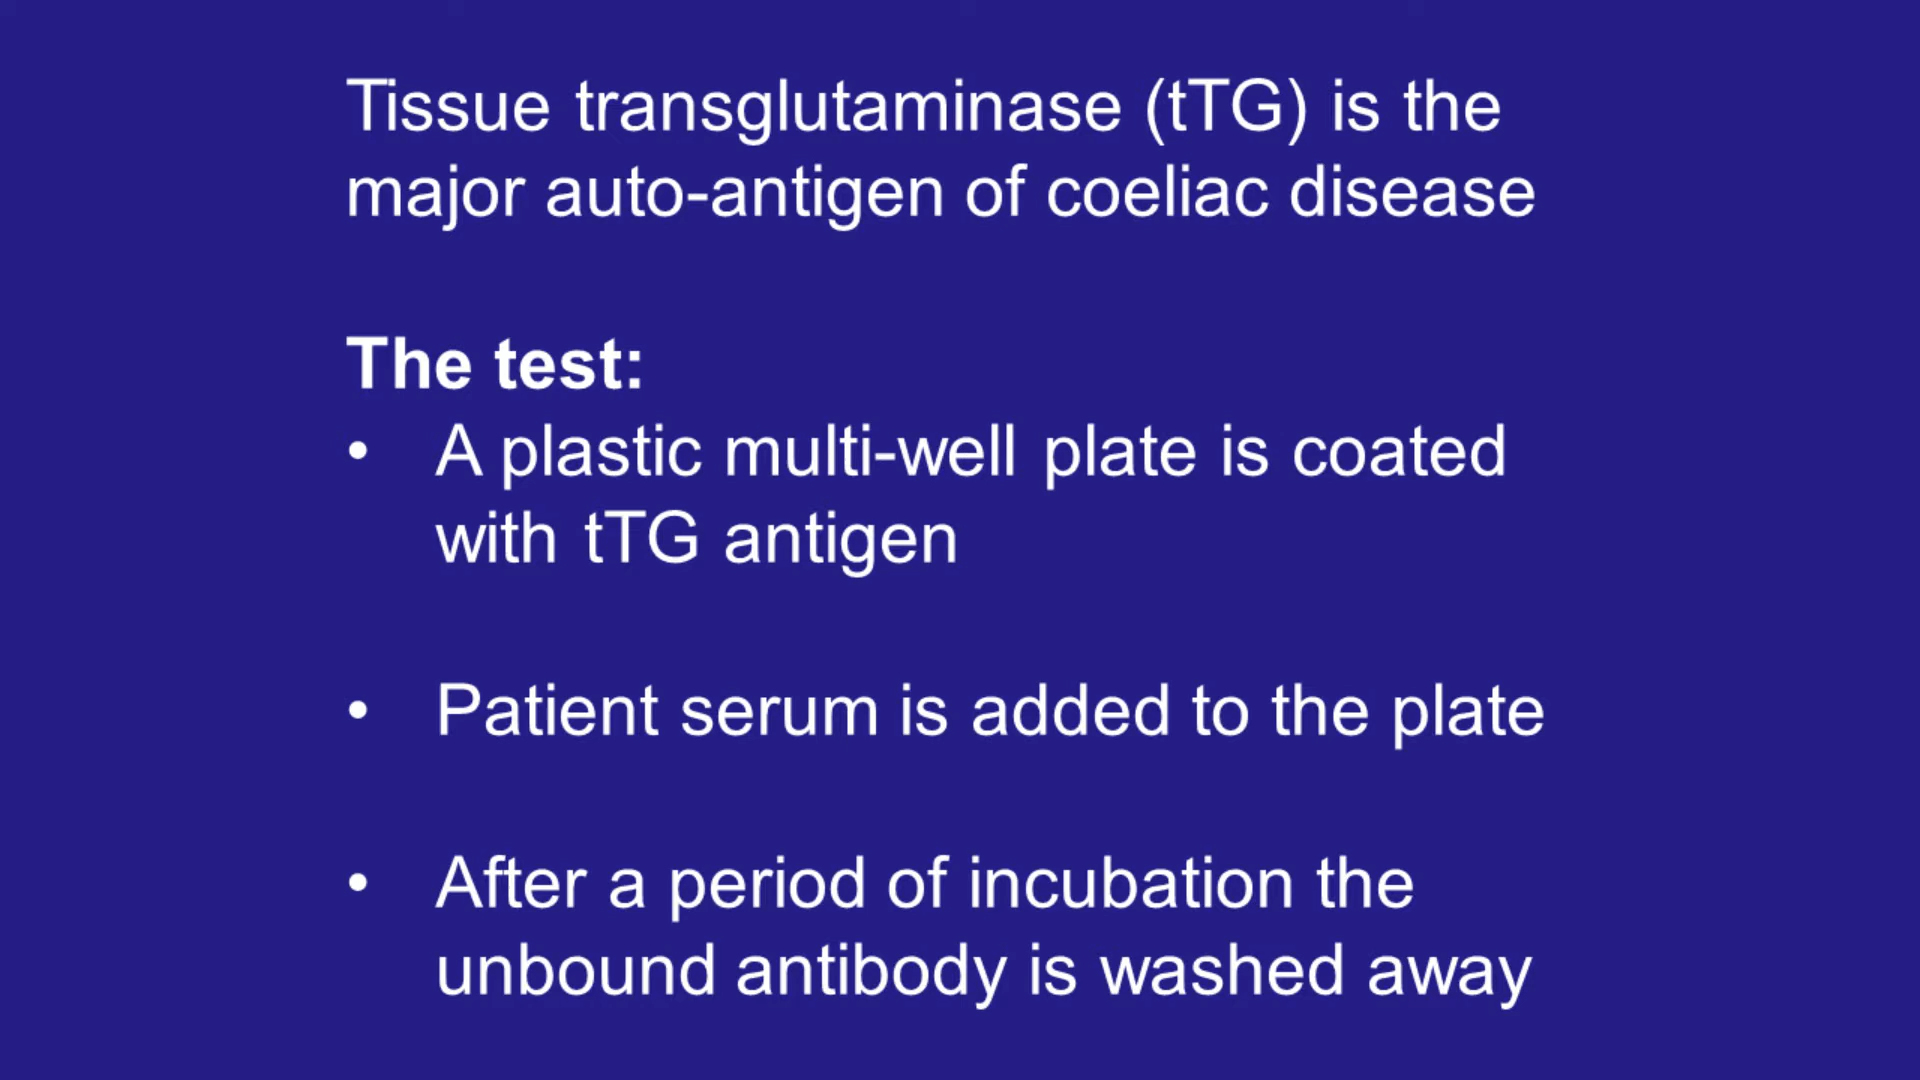 Tissue transglutaminase (tTG) is the
major auto-antigen of coeliac disease
The test:
• A plastic multi-well plate is coated
with tTG antigen
• Patient serum is added to the plate
• After a period of incubation the
unbound antibody is washed away